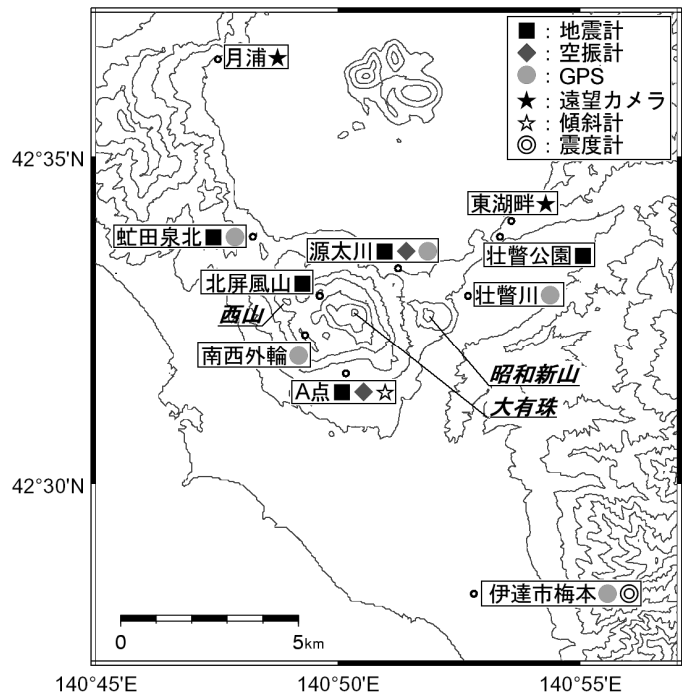 ■ : 地震計
◆ : 空振計
● : GPS
★ : 遠望カメラ
☆ : 傾斜計
◎ : 震度計
月浦★
42°35'N
東湖畔★
虻田泉北■●
源太川■◆●
壮瞥公園■
北屏風山■
壮瞥川●
西山
南西外輪●
昭和新山
A点■◆☆
大有珠
42°30'N
伊達市梅本●◎
0 5km
140°45'E 140°50'E 140°55'E